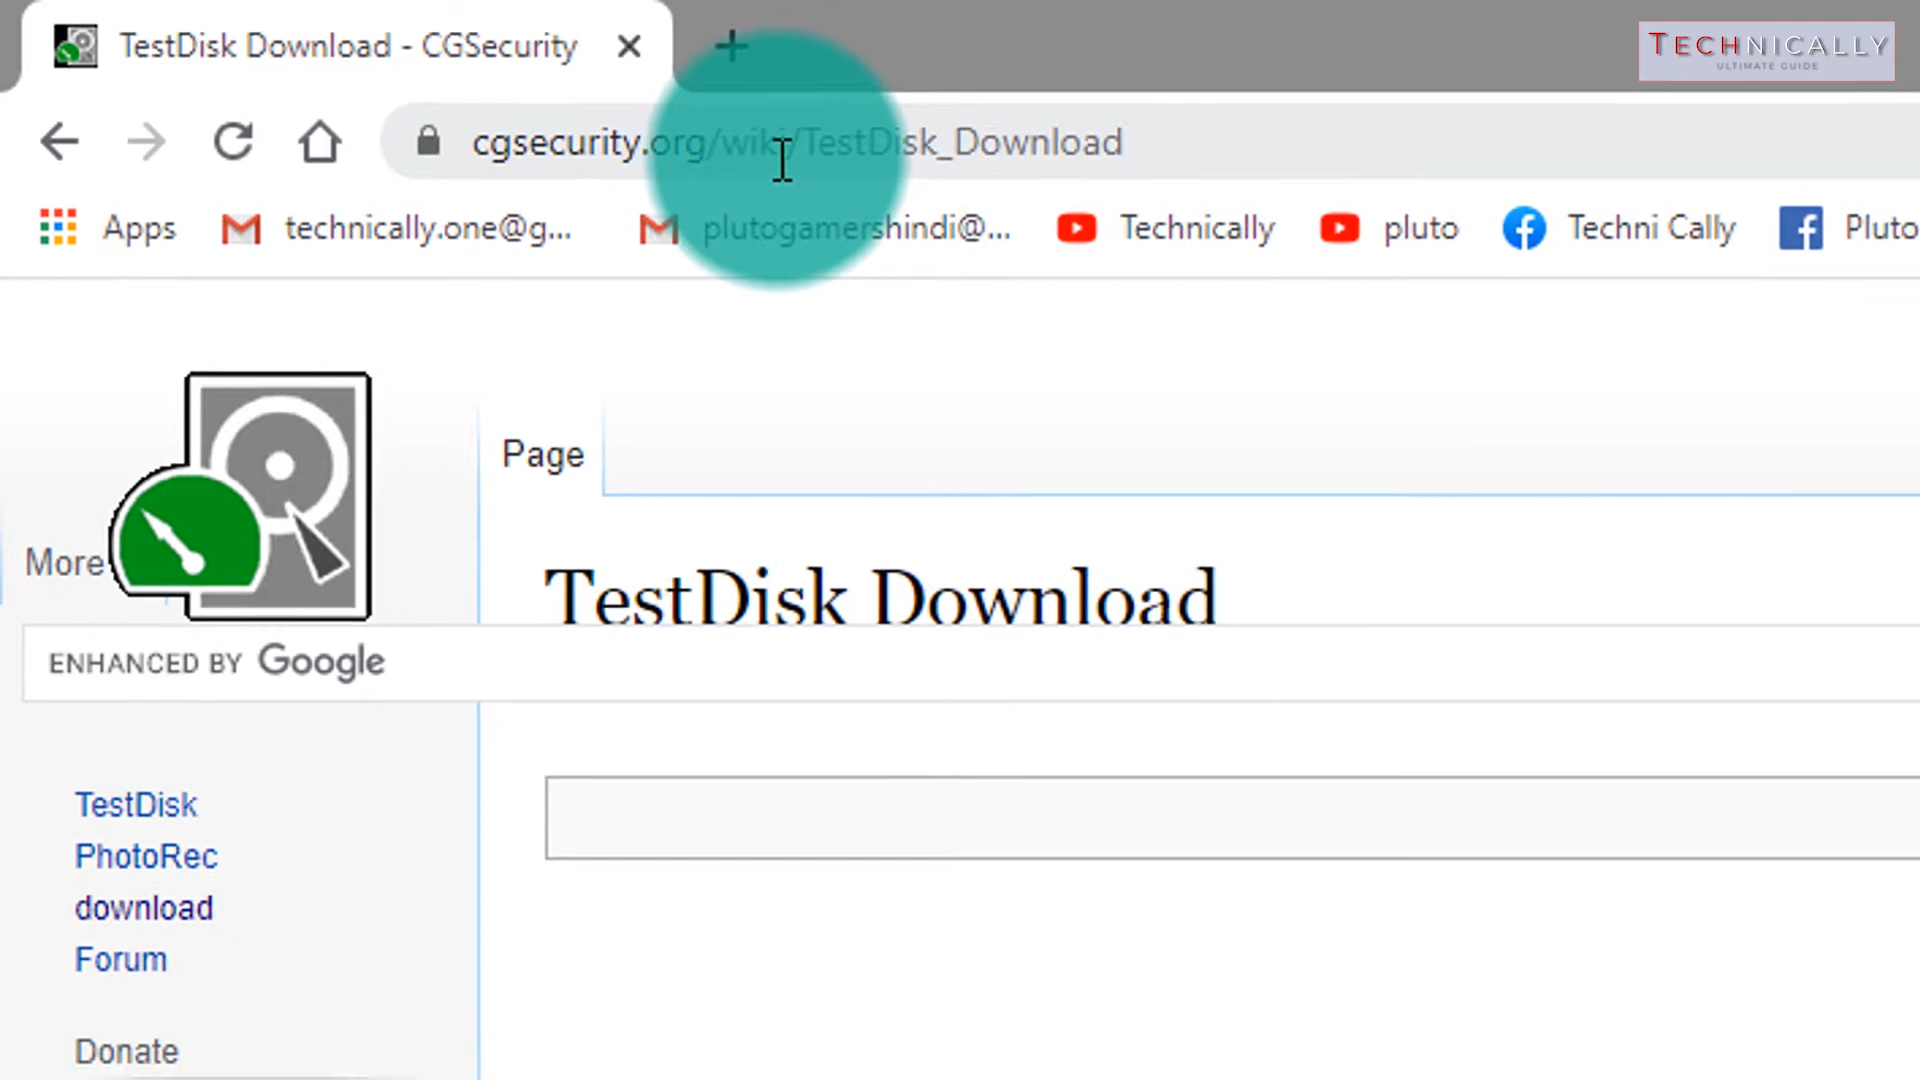 TestDisk Download - CGSecurity
TECHNICALLY
ULTIMATE GUIDE
cgsecurity.org/wiki/TestDisk_Download
Apps
technically.one@g...
plutogamershindi@...
Technically
pluto
Techni Cally
Pluto
Page
More
TestDisk Download
ENHANCED BY Google
TestDisk
PhotoRec
download
Forum
Donate